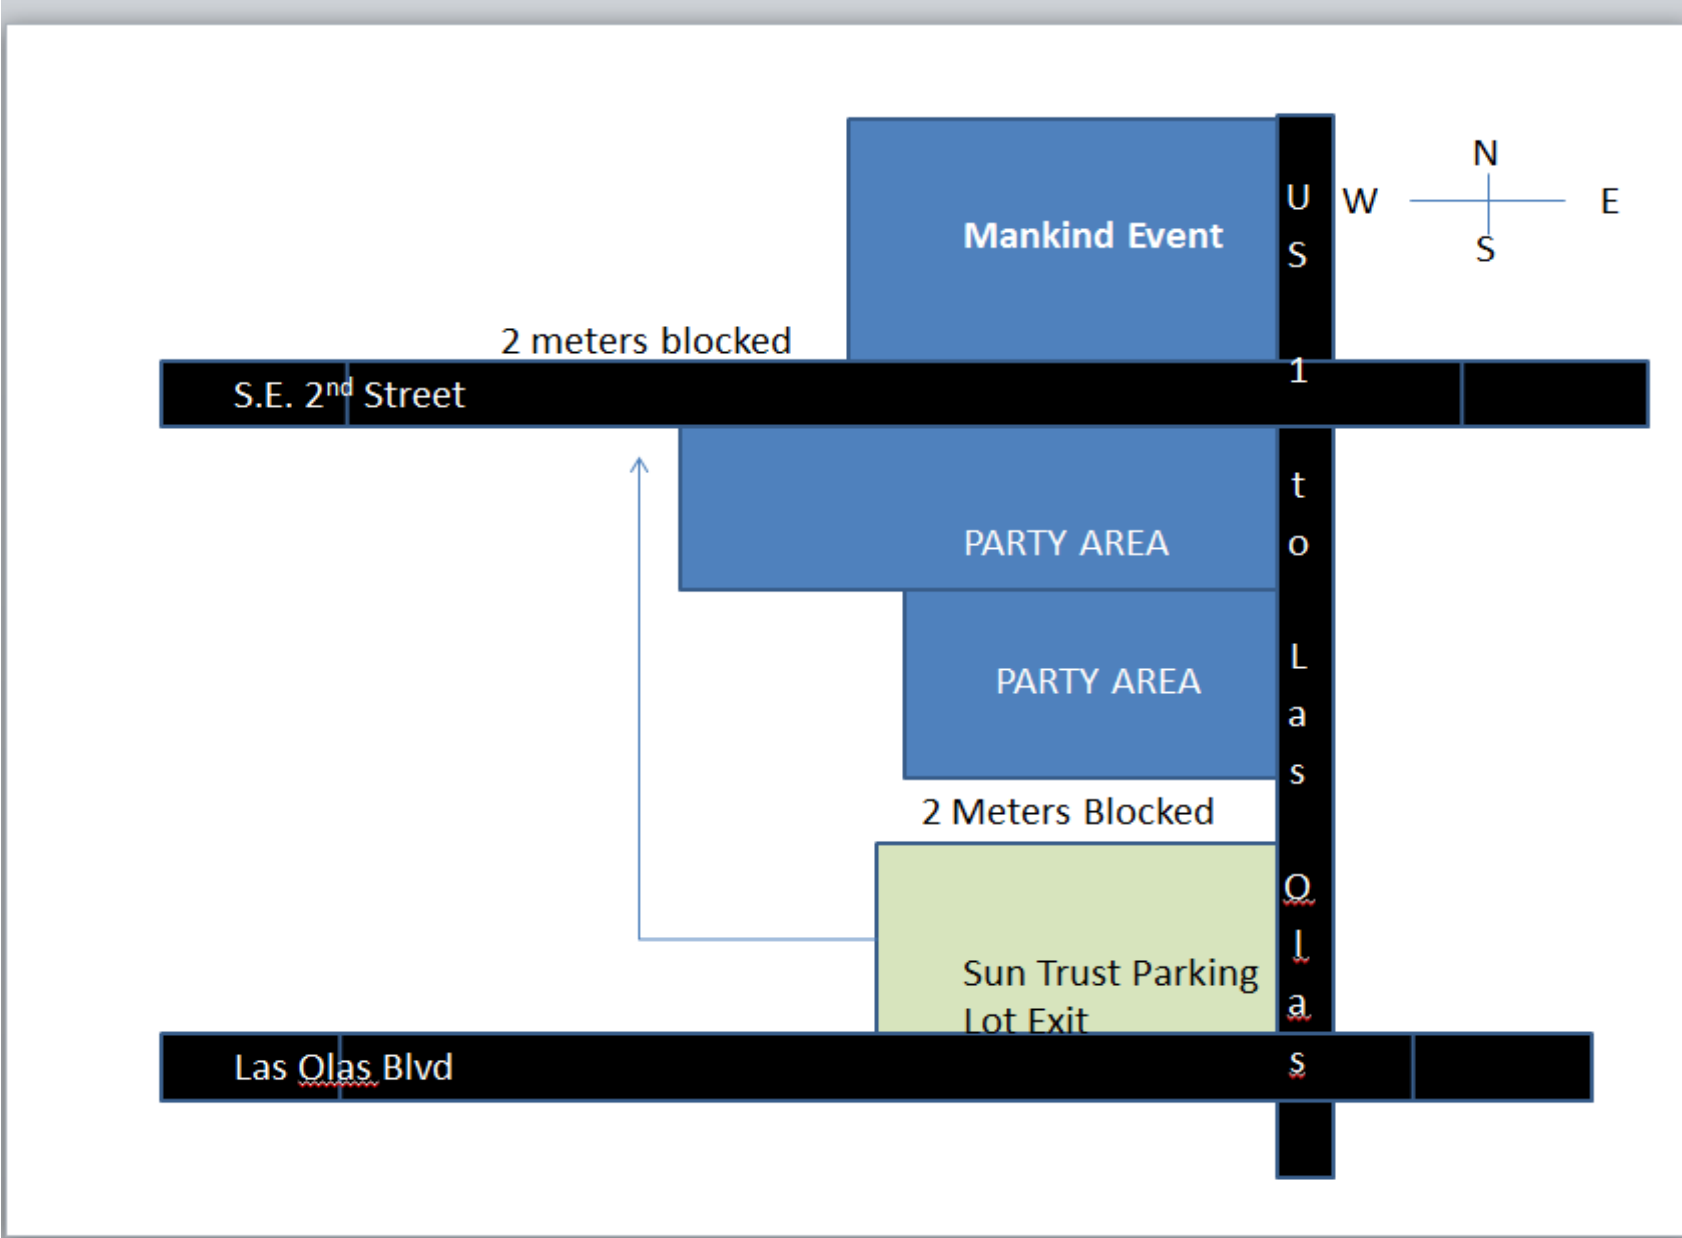 N
W E
S
Mankind Event
2 meters blocked
S.E. 2nd Street
PARTY AREA
PARTY AREA
2 Meters Blocked
Sun Trust Parking
Lot Exit
Las Olas Blvd
U
S
1
t
o
L
a
s
O
l
a
s